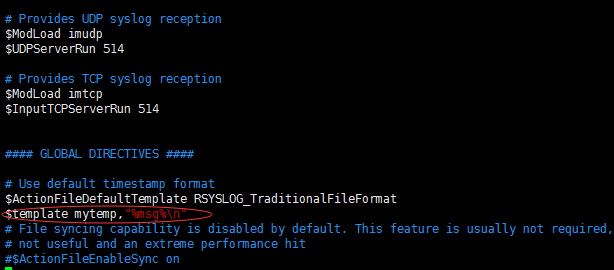 # Provides UDP syslog reception
$ModLoad imudp
$UDPServerRun 514
# Provides TCP syslog reception
$ModLoad imtcp
$InputTCPServerRun 514
#### GLOBAL DIRECTIVES ####
# Use default timestamp format
$ActionFileDefaultTemplate RSYSLOG_TraditionalFileFormat
$template mytemp,"%msg%\n"
# File syncing capability is disabled by default. This feature is usually not required,
# not useful and an extreme performance hit
#$ActionFileEnableSync on